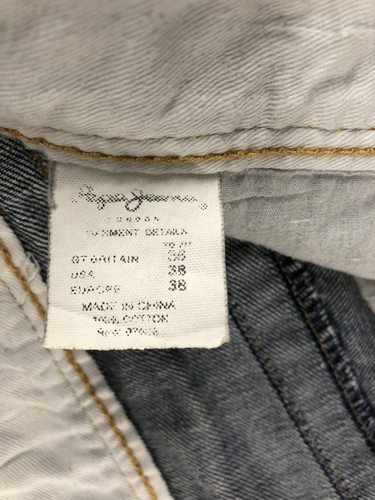 Pepe Jeans
LONDON
GARMENT DETAILS
GT BRITAIN 38
USA 38
EUROPE 38
MADE IN CHINA
100% COTTON